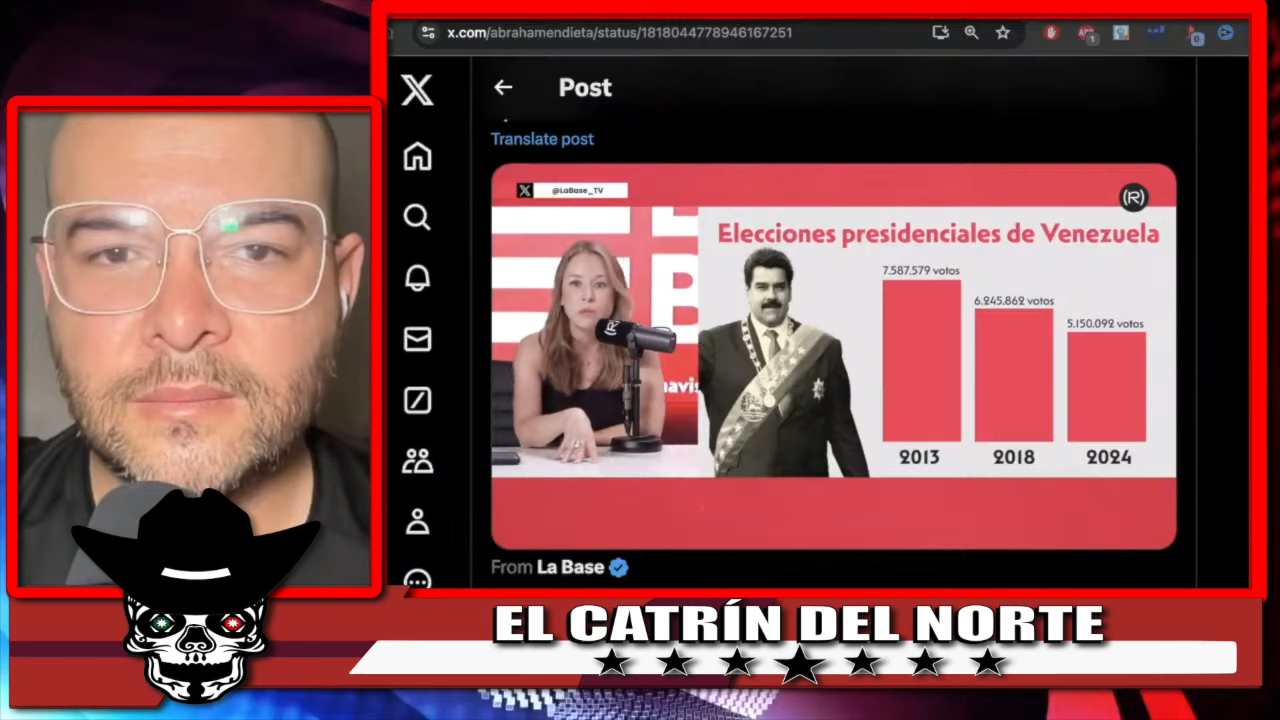 x.com/abrahamendieta/status/1818044778946167251
Post
Translate post
@LaBase_TV
(R)
Elecciones presidenciales de Venezuela
7.587.579 votos
6.245.862 votos
5.150.092 votos
2013
2018
2024
From La Base
EL CATRÍN DEL NORTE